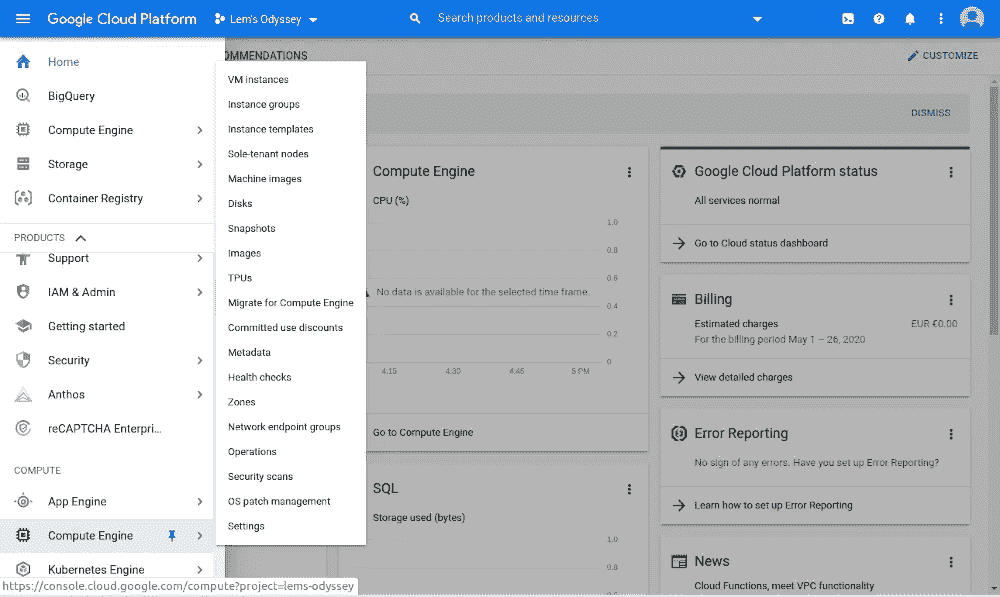 Google Cloud Platform
Lem's Odyssey
Search products and resources
OMMENDATIONS
CUSTOMIZE
Home
BigQuery
Compute Engine
Storage
Container Registry
PRODUCTS
Support
IAM & Admin
Getting started
Security
Anthos
reCAPTCHA Enterpri...
COMPUTE
App Engine
Compute Engine
Kubernetes Engine
https://console.cloud.google.com/compute?project=lems-odyssey
VM instances
Instance groups
Instance templates
Sole-tenant nodes
Machine images
Disks
Snapshots
Images
TPUs
Migrate for Compute Engine
Committed use discounts
Metadata
Health checks
Zones
Network endpoint groups
Operations
Security scans
OS patch management
Settings
DISMISS
Compute Engine
CPU (%)
1.0
0.8
0.6
No data is available for the selected time frame.
0.4
0.2
0
4:15 4:30 4:45 5 PM
Go to Compute Engine
SQL
Storage used (bytes)
1.0
0.8
Google Cloud Platform status
All services normal
Go to Cloud status dashboard
Billing
Estimated charges EUR €0.00
For the billing period May 1 – 26, 2020
View detailed charges
Error Reporting
No sign of any errors. Have you set up Error Reporting?
Learn how to set up Error Reporting
News
Cloud Functions, meet VPC functionality